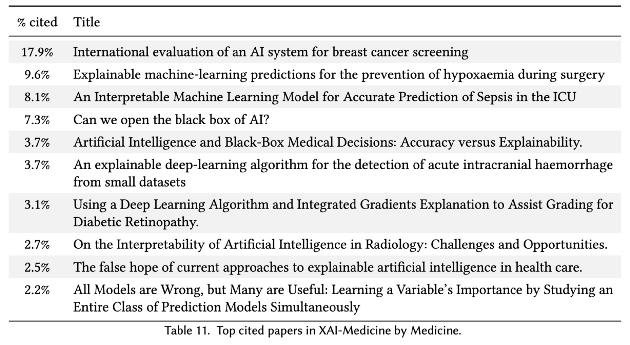 % cited Title
17.9% International evaluation of an AI system for breast cancer screening
9.6% Explainable machine-learning predictions for the prevention of hypoxaemia during surgery
8.1% An Interpretable Machine Learning Model for Accurate Prediction of Sepsis in the ICU
7.3% Can we open the black box of AI?
3.7% Artificial Intelligence and Black-Box Medical Decisions: Accuracy versus Explainability.
3.7% An explainable deep-learning algorithm for the detection of acute intracranial haemorrhage
from small datasets
3.1% Using a Deep Learning Algorithm and Integrated Gradients Explanation to Assist Grading for
Diabetic Retinopathy.
2.7% On the Interpretability of Artificial Intelligence in Radiology: Challenges and Opportunities.
2.5% The false hope of current approaches to explainable artificial intelligence in health care.
2.2% All Models are Wrong, but Many are Useful: Learning a Variable's Importance by Studying an
Entire Class of Prediction Models Simultaneously
Table 11. Top cited papers in XAI-Medicine by Medicine.